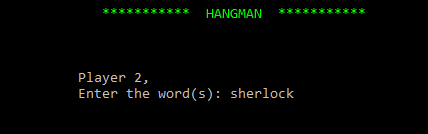 *********** HANGMAN ***********
Player 2,
Enter the word(s): sherlock